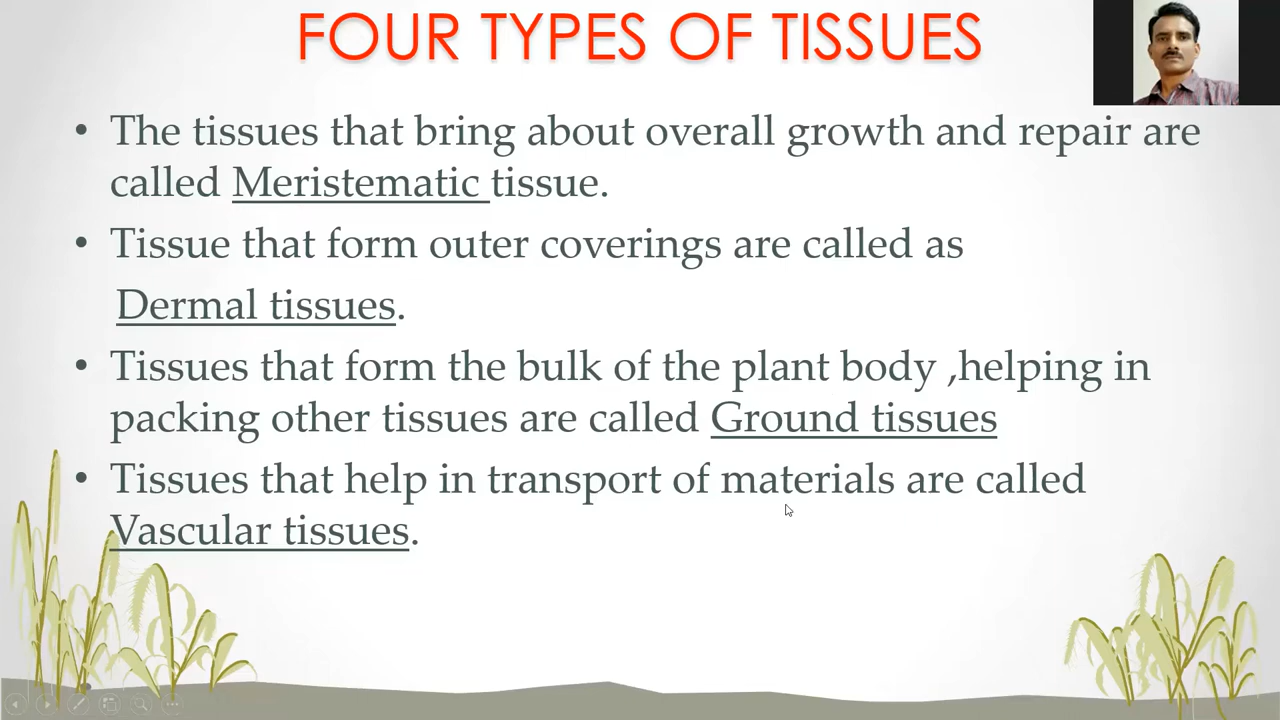 FOUR TYPES OF TISSUES
• The tissues that bring about overall growth and repair are
called Meristematic tissue.
• Tissue that form outer coverings are called as
Dermal tissues.
• Tissues that form the bulk of the plant body ,helping in
packing other tissues are called Ground tissues
• Tissues that help in transport of materials are called
Vascular tissues.